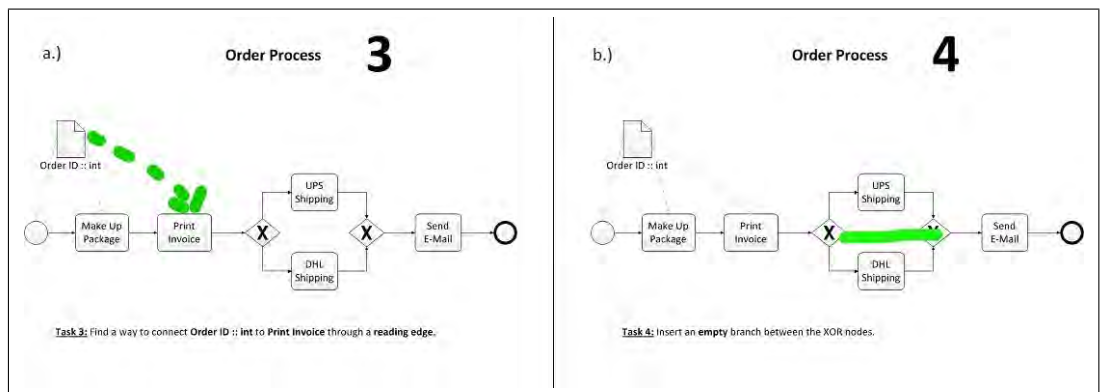 a.)
Order Process
3
Order ID :: int
Make Up
Package
Print
Invoice
X
UPS
Shipping
DHL
Shipping
X
Send
E-Mail
Task 3: Find a way to connect Order ID :: int to Print Invoice through a reading edge.
b.)
Order Process
4
Order ID :: int
Make Up
Package
Print
Invoice
X
UPS
Shipping
DHL
Shipping
X
Send
E-Mail
Task 4: Insert an empty branch between the XOR nodes.